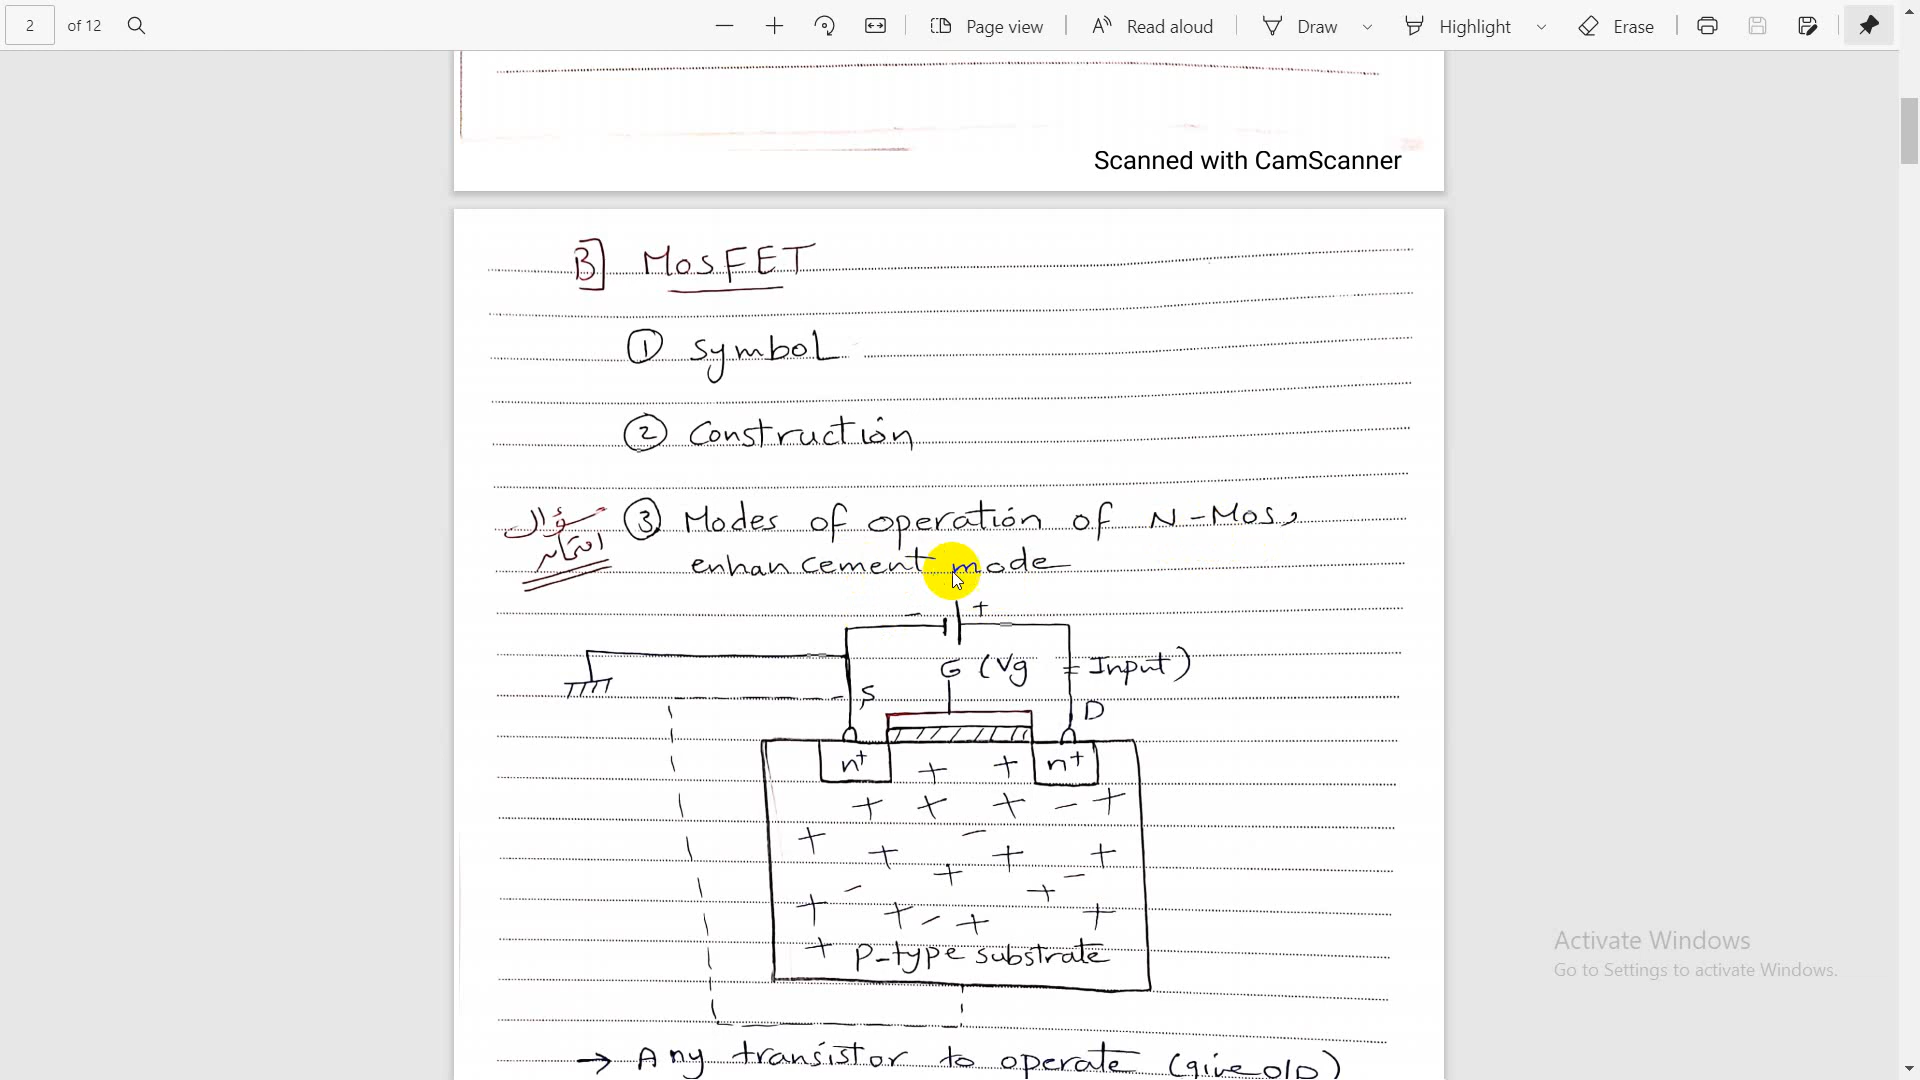 2 of 12 Page view Read aloud Draw Highlight Erase
Scanned with CamScanner
B] MosFET
① symbol
② Construction
سؤال ③ Modes of operation of N-Mos,
امتحان enhancement mode
- +
G (Vg = Input)
S
D
n+ + + n+
+ + + - +
+ -
+ + +
+ -
- +
+ + - + +
+ P-type substrate
→ Any transistor to operate (give o/p)
Activate Windows
Go to Settings to activate Windows.